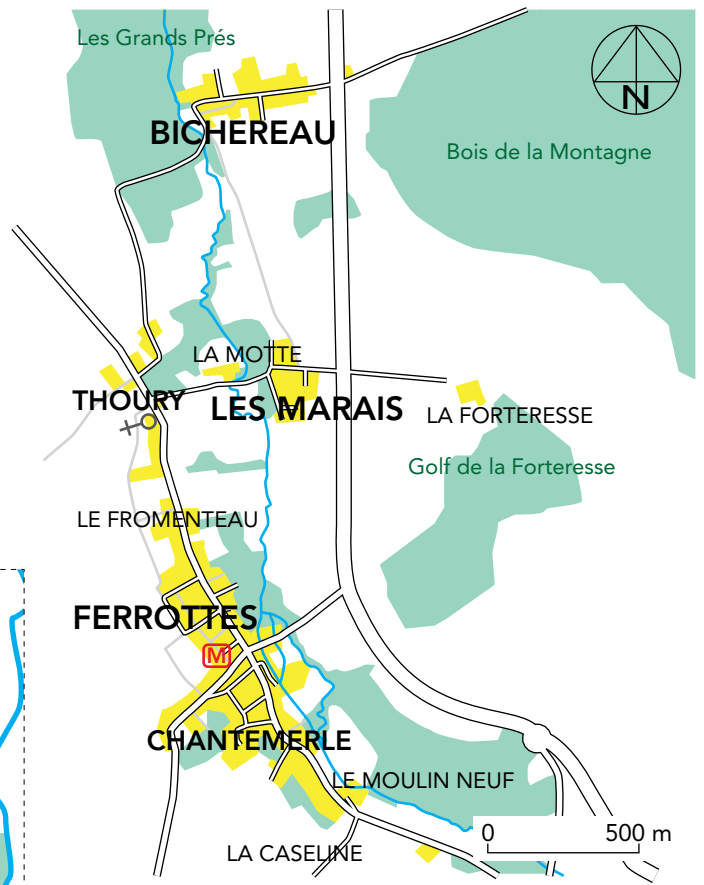 Les Grands Prés
N
BICHEREAU
Bois de la Montagne
LA MOTTE
THOURY
LES MARAIS
LA FORTERESSE
Golf de la Forteresse
LE FROMENTEAU
FERROTTES
M
CHANTEMERLE
LE MOULIN NEUF
0 500 m
LA CASELINE